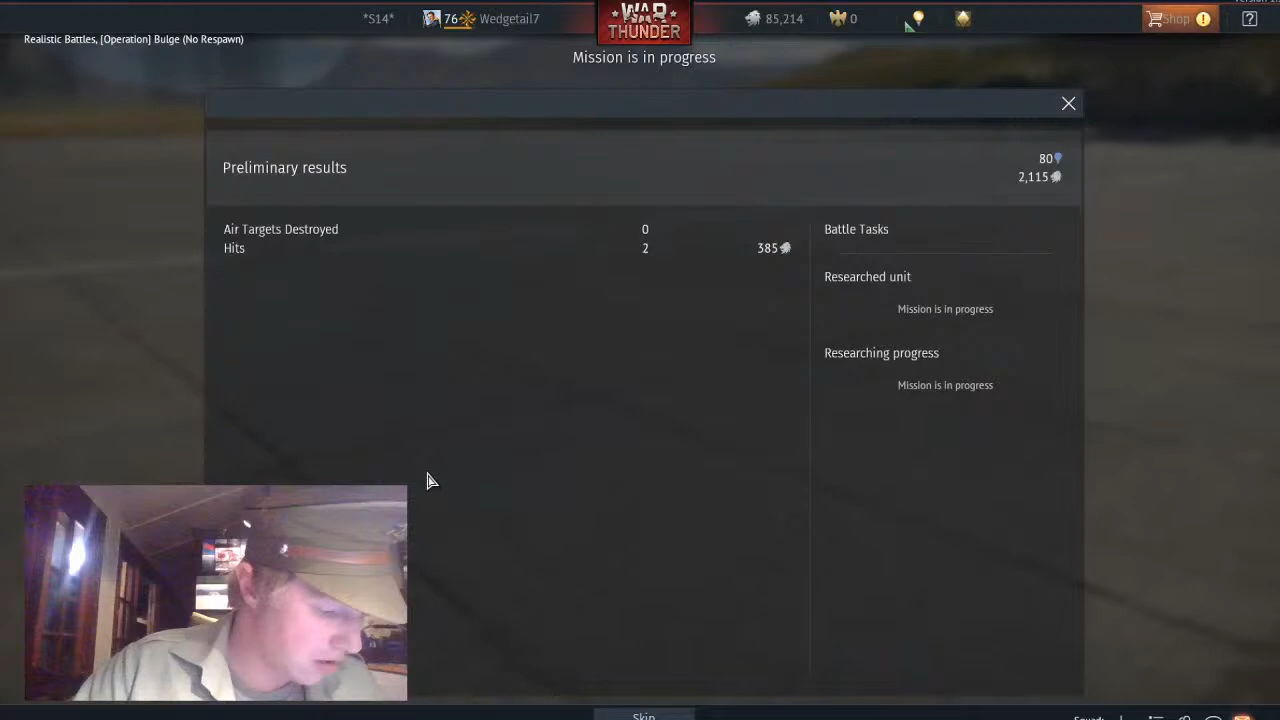 *S14*
76 Wedgetail7
WAR THUNDER
85,214
0
Shop
Realistic Battles, [Operation] Bulge (No Respawn)
Mission is in progress
Preliminary results
80
2,115
Air Targets Destroyed 0
Hits 2 385
Battle Tasks
Researched unit
Mission is in progress
Researching progress
Mission is in progress
Skip